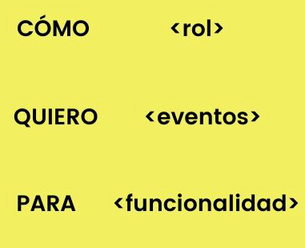 CÓMO <rol>
QUIERO <eventos>
PARA <funcionalidad>